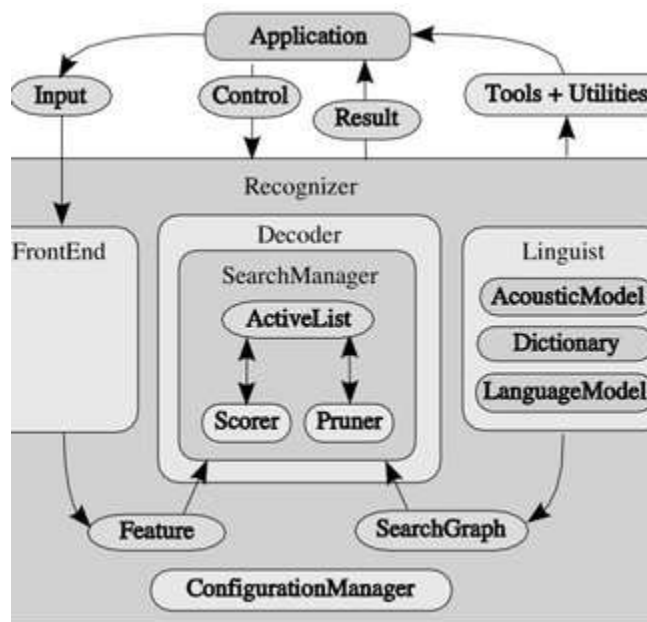 Application
Input
Control
Result
Tools + Utilities
Recognizer
FrontEnd
Decoder
SearchManager
ActiveList
Scorer
Pruner
Linguist
AcousticModel
Dictionary
LanguageModel
Feature
SearchGraph
ConfigurationManager